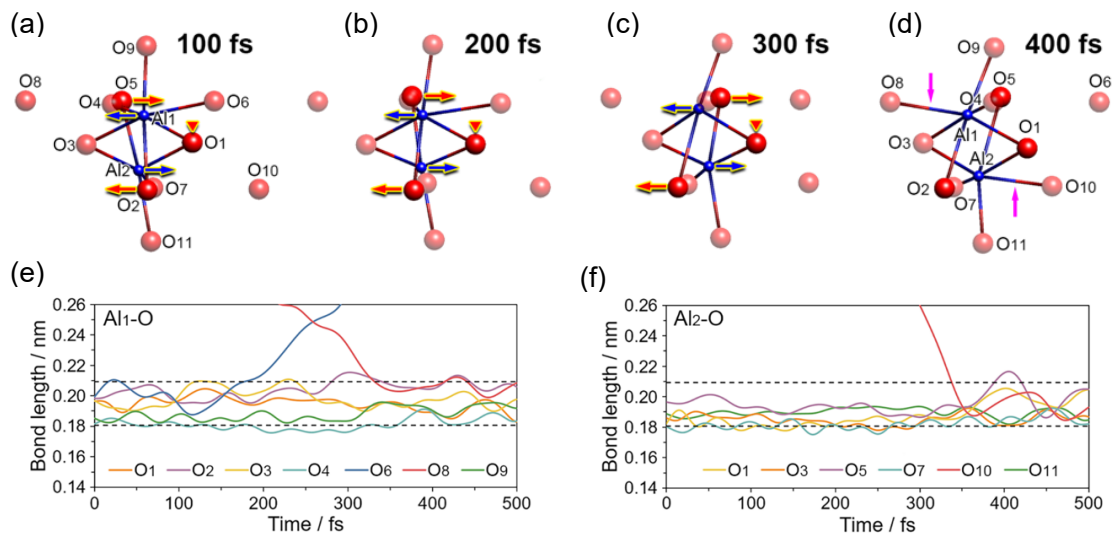 (a) 100 fs (b) 200 fs (c) 300 fs (d) 400 fs
O9
O8
O5
O4
O6
Al1
O3
O1
Al2
O7
O10
O2
O11
O9
O8
O5
O6
O4
Al1
O3
O1
Al2
O2
O7
O10
O11
(e)
Al1-O
Bond length / nm
0.26
0.24
0.22
0.20
0.18
0.16
0.14
O1 O2 O3 O4 O6 O8 O9
0 100 200 300 400 500
Time / fs
(f)
Al2-O
Bond length / nm
0.26
0.24
0.22
0.20
0.18
0.16
0.14
O1 O3 O5 O7 O10 O11
0 100 200 300 400 500
Time / fs